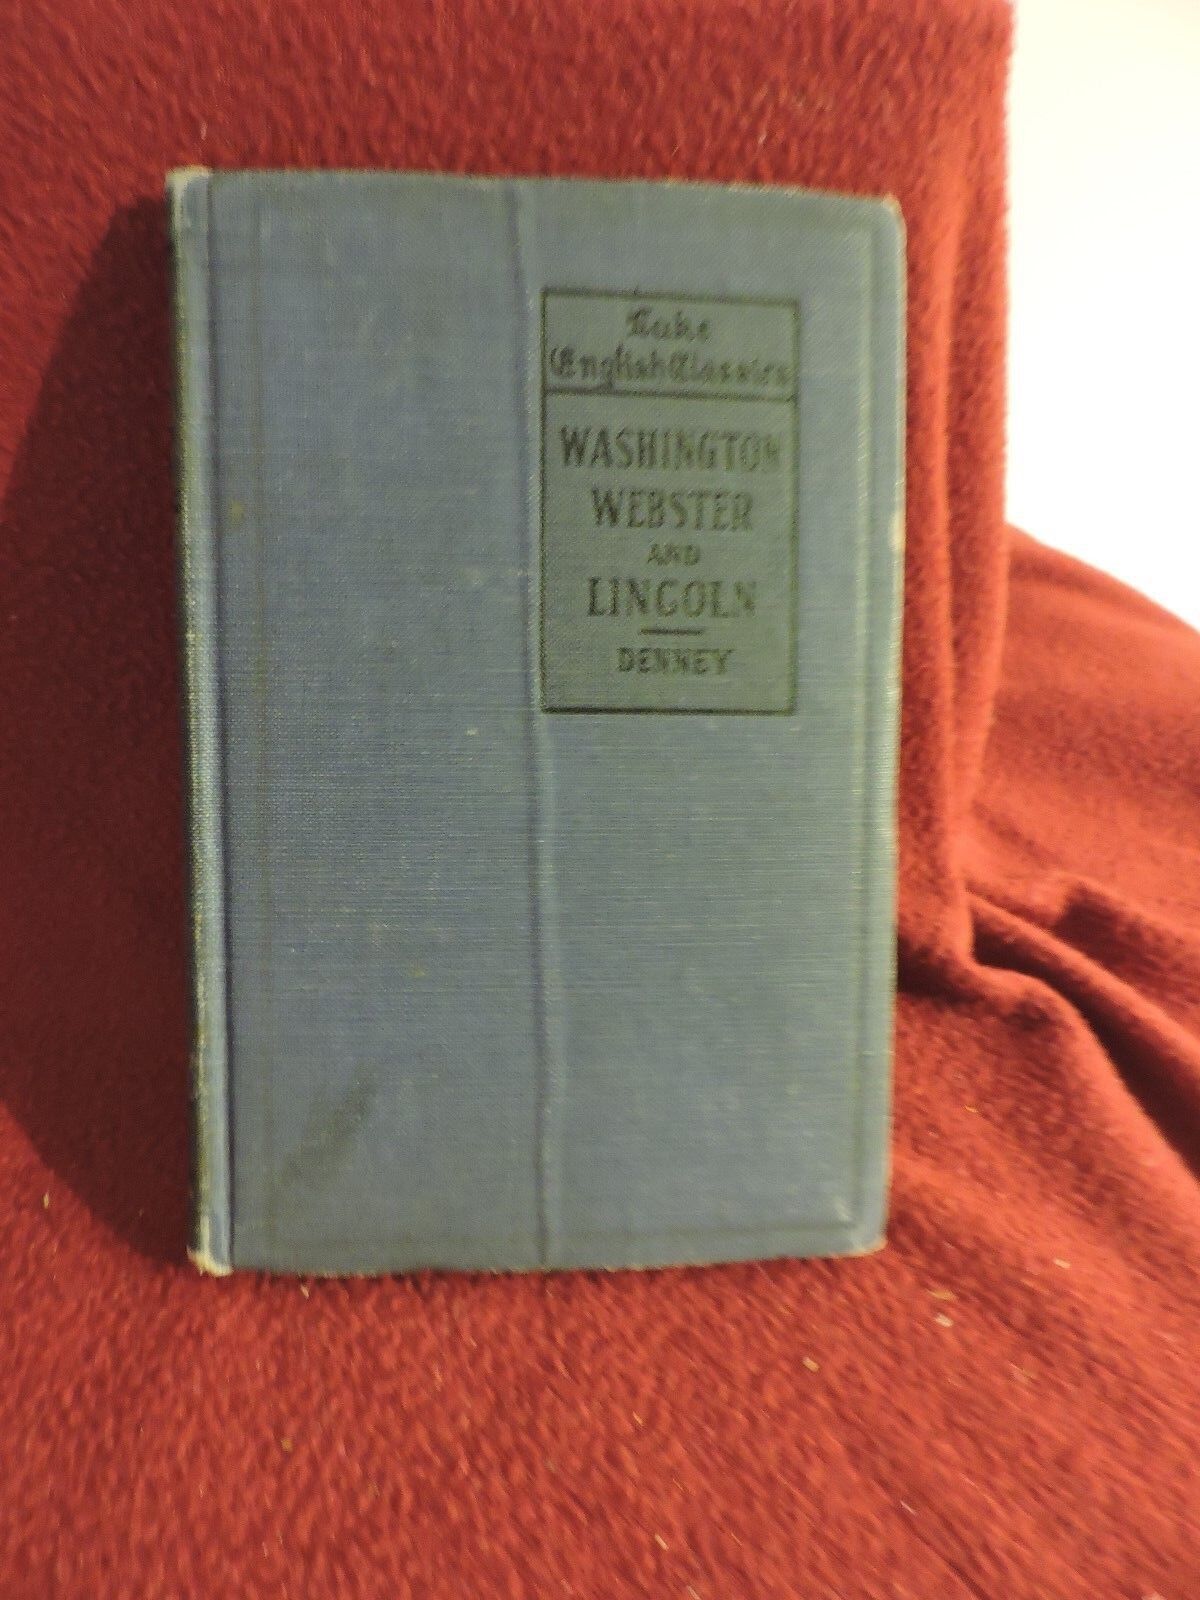 Lake
English Classics
WASHINGTON
WEBSTER
AND
LINCOLN
DENNEY